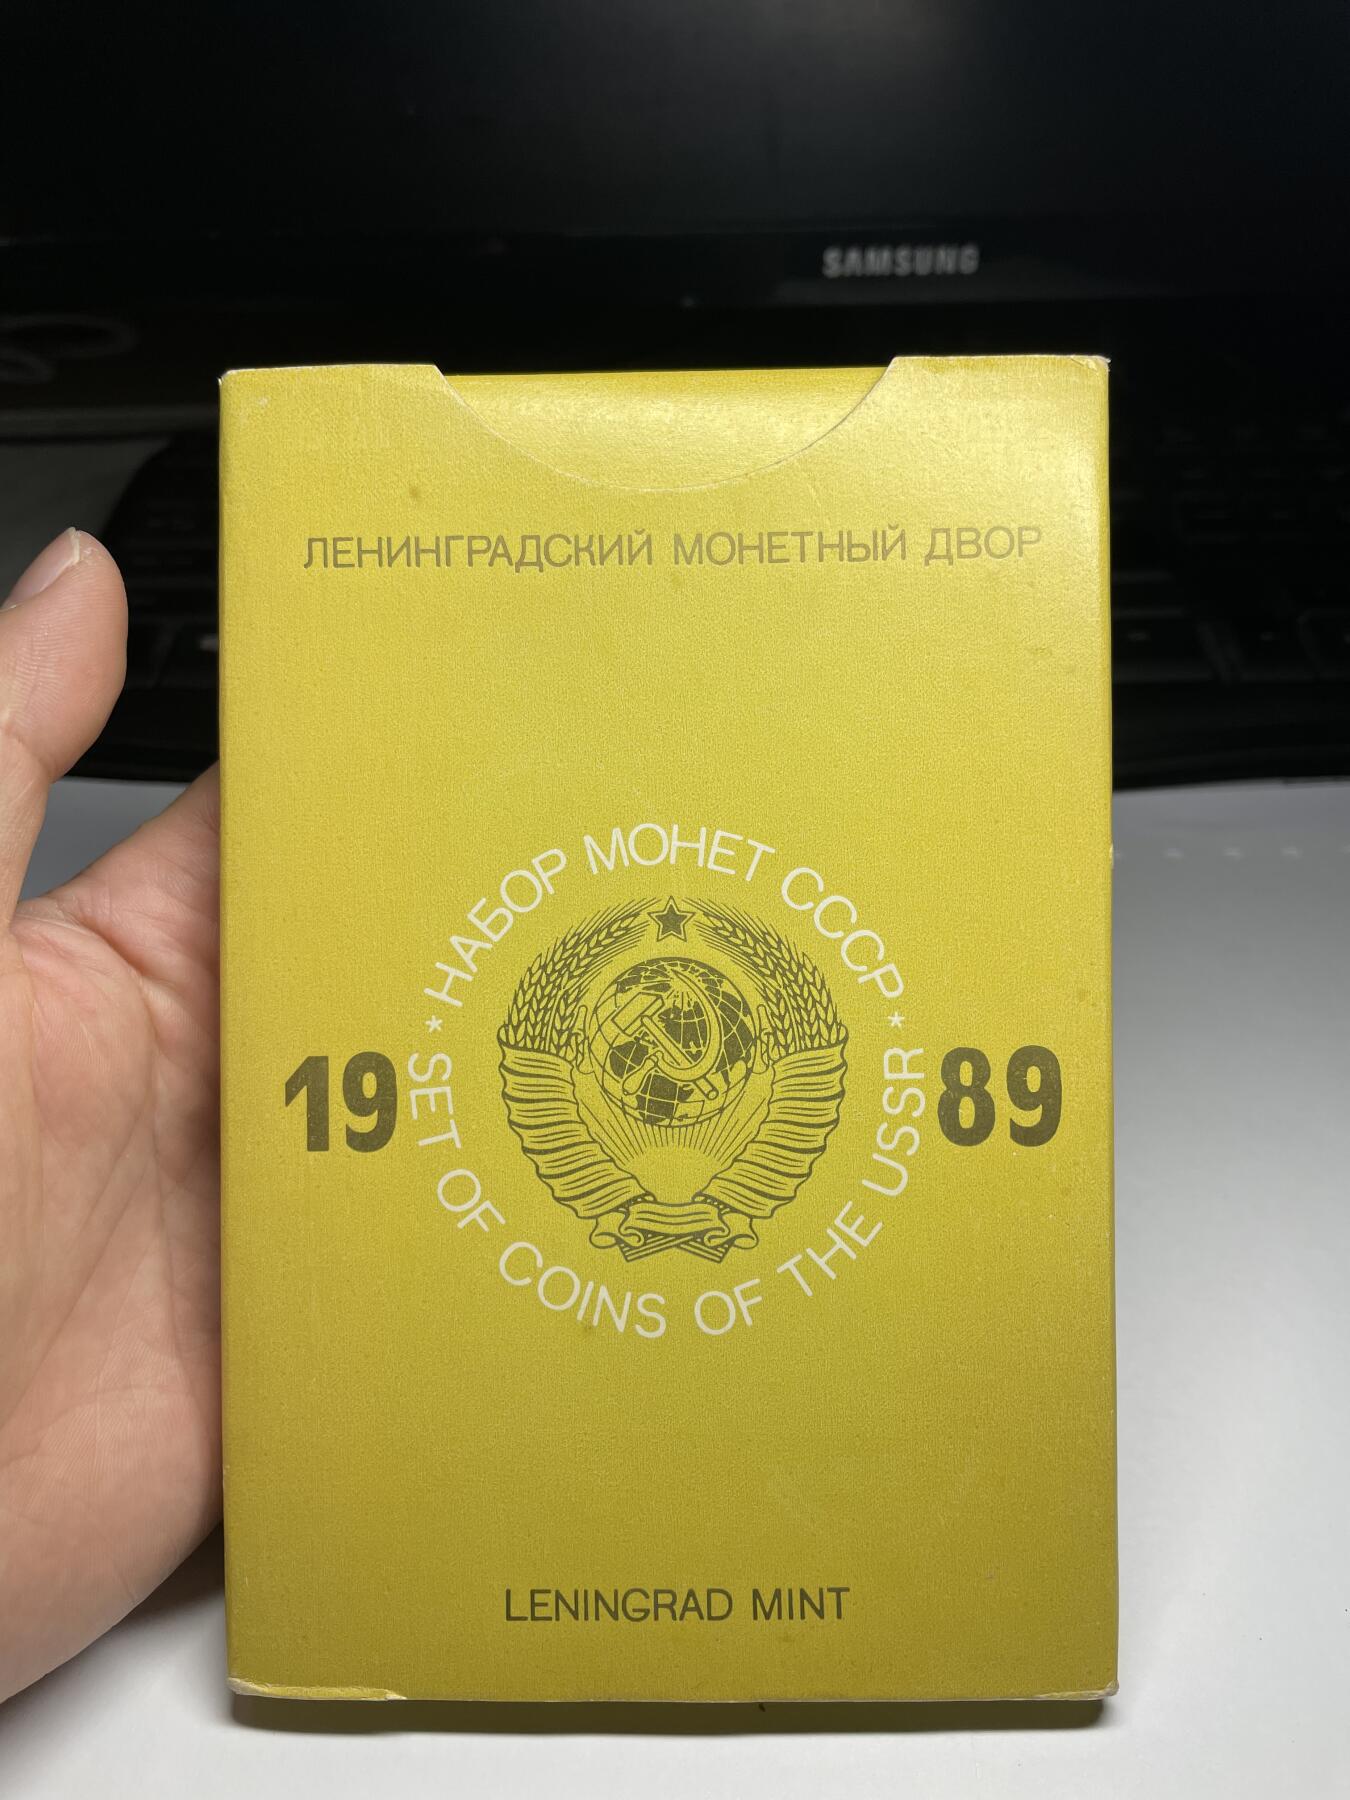 SAMSUNG
ЛЕНИНГРАДСКИЙ МОНЕТНЫЙ ДВОР
* НАБОР МОНЕТ СССР *
19 89
SET OF COINS OF THE USSR
LENINGRAD MINT